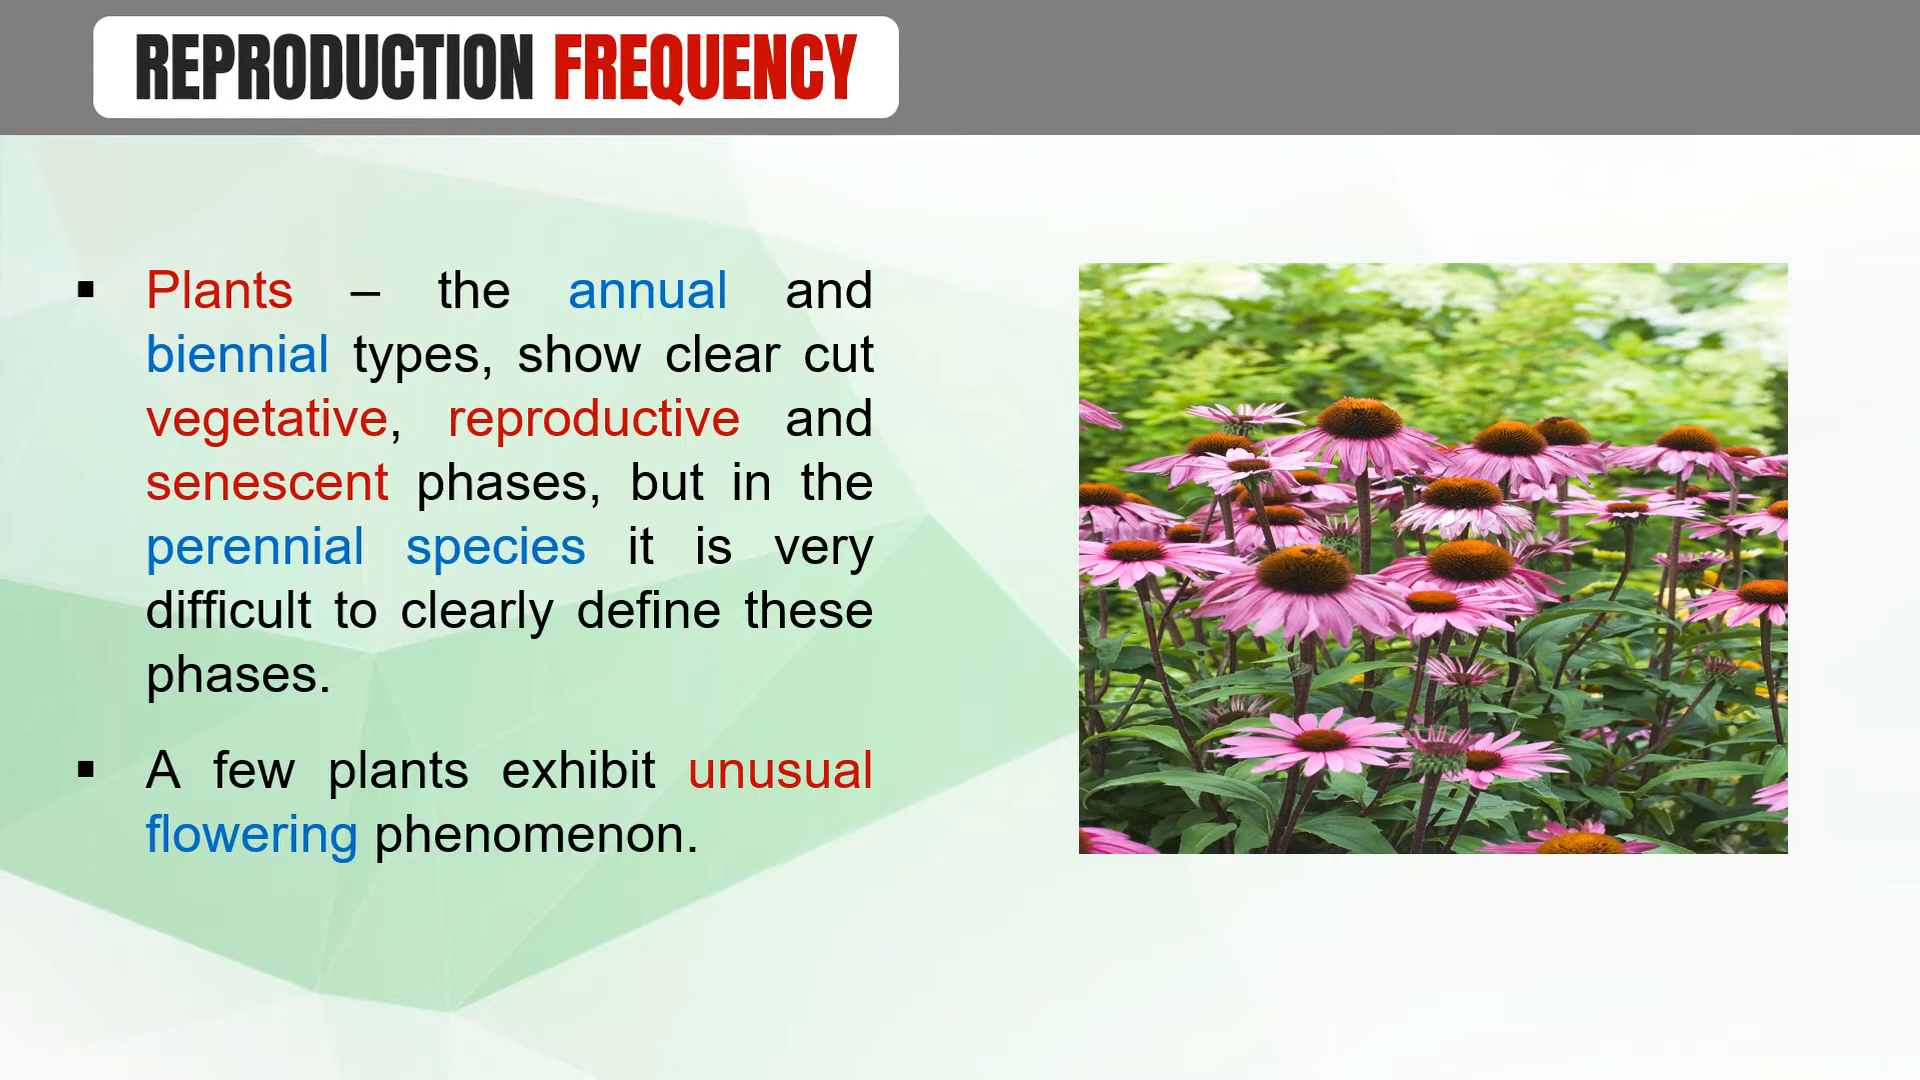 REPRODUCTION FREQUENCY
▪ Plants – the annual and
biennial types, show clear cut
vegetative, reproductive and
senescent phases, but in the
perennial species it is very
difficult to clearly define these
phases.
▪ A few plants exhibit unusual
flowering phenomenon.